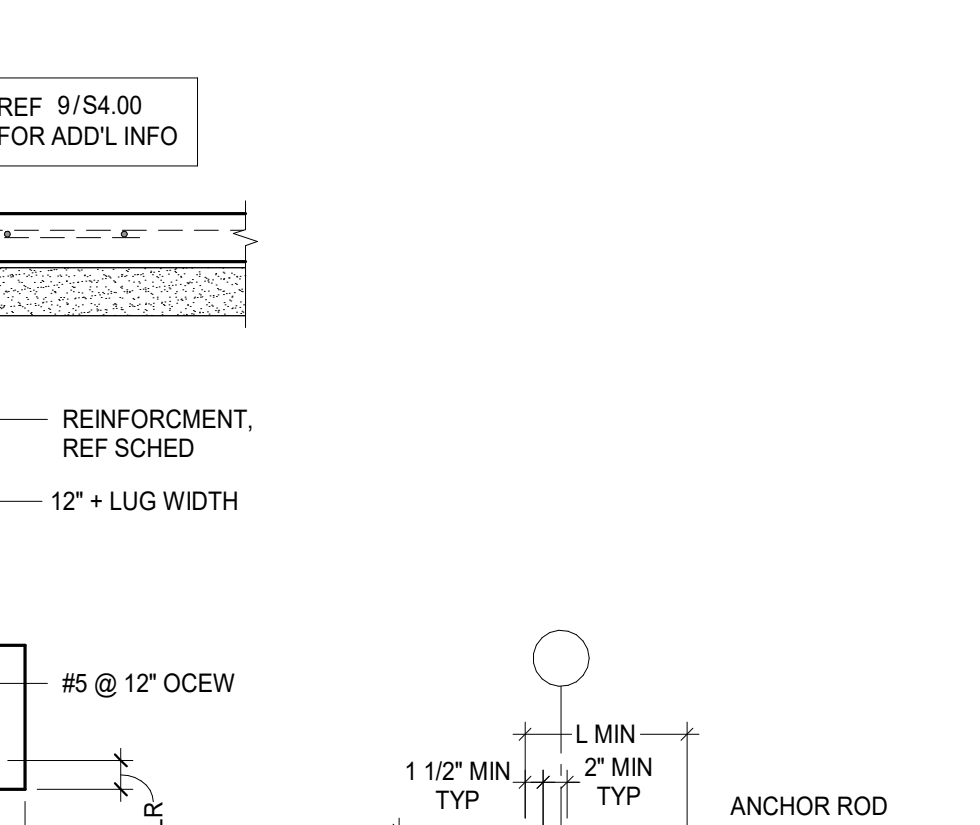 REF 9/S4.00
FOR ADD'L INFO
REINFORCMENT,
REF SCHED
12" + LUG WIDTH
#5 @ 12" OCEW
L MIN
1 1/2" MIN
TYP
2" MIN
TYP
ANCHOR ROD